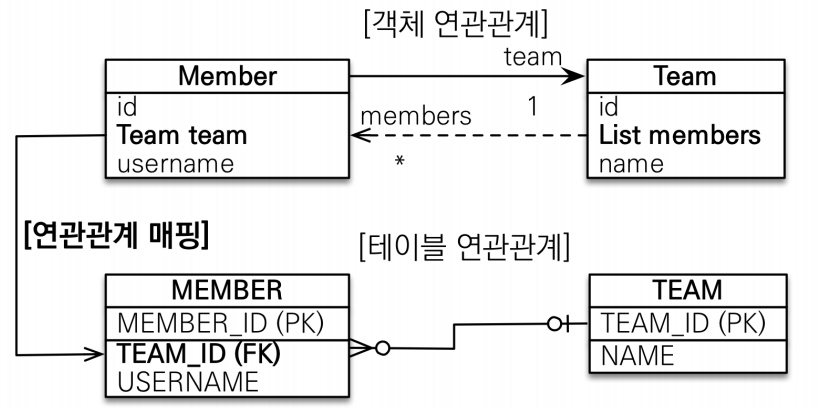 [객체 연관관계]
team
Member
id
Team team
username
members
1
*
Team
id
List members
name
[연관관계 매핑]
[테이블 연관관계]
MEMBER
MEMBER_ID (PK)
TEAM_ID (FK)
USERNAME
TEAM
TEAM_ID (PK)
NAME